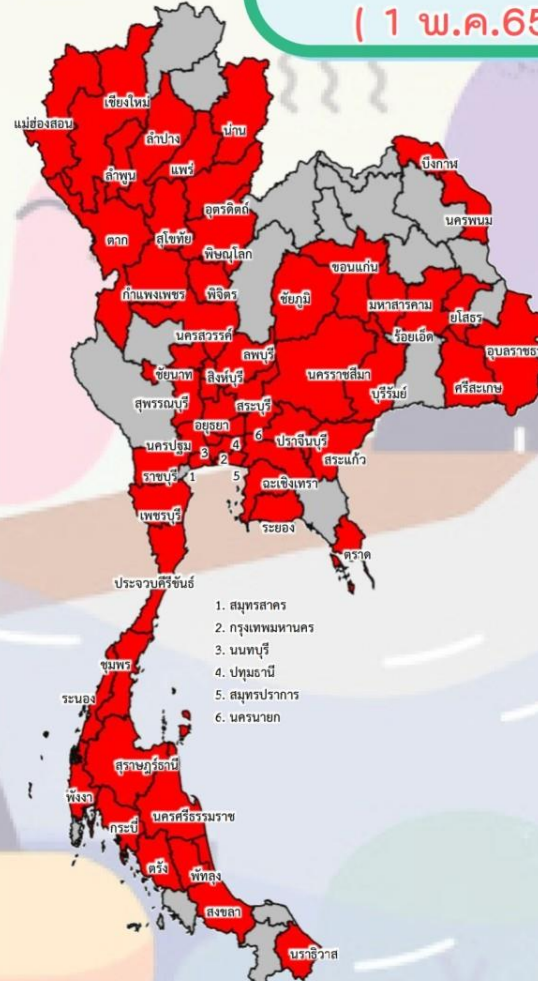 ( 1 พ.ค.65
เชียงใหม่
แม่ฮ่องสอน
ลำปาง
น่าน
ลำพูน
แพร่
บึงกาฬ
อุตรดิตถ์
นครพนม
ตาก
สุโขทัย
พิษณุโลก
ขอนแก่น
กำแพงเพชร
พิจิตร
ชัยภูมิ
มหาสารคาม
ยโสธร
นครสวรรค์
ร้อยเอ็ด
ลพบุรี
อุบลราชธา
ชัยนาท
สิงห์บุรี
นครราชสีมา
ศรีสะเกษ
บุรีรัมย์
สุพรรณบุรี
สระบุรี
อยุธยา
6
ปราจีนบุรี
นครปฐม
4
3
2
สระแก้ว
ราชบุรี
1
5
ฉะเชิงเทรา
เพชรบุรี
ระยอง
ตราด
ประจวบคีรีขันธ์
1. สมุทรสาคร
2. กรุงเทพมหานคร
3. นนทบุรี
4. ปทุมธานี
5. สมุทรปราการ
6. นครนายก
ชุมพร
ระนอง
สุราษฎร์ธานี
พังงา
นครศรีธรรมราช
กระบี่
ตรัง
พัทลุง
สงขลา
นราธิวาส